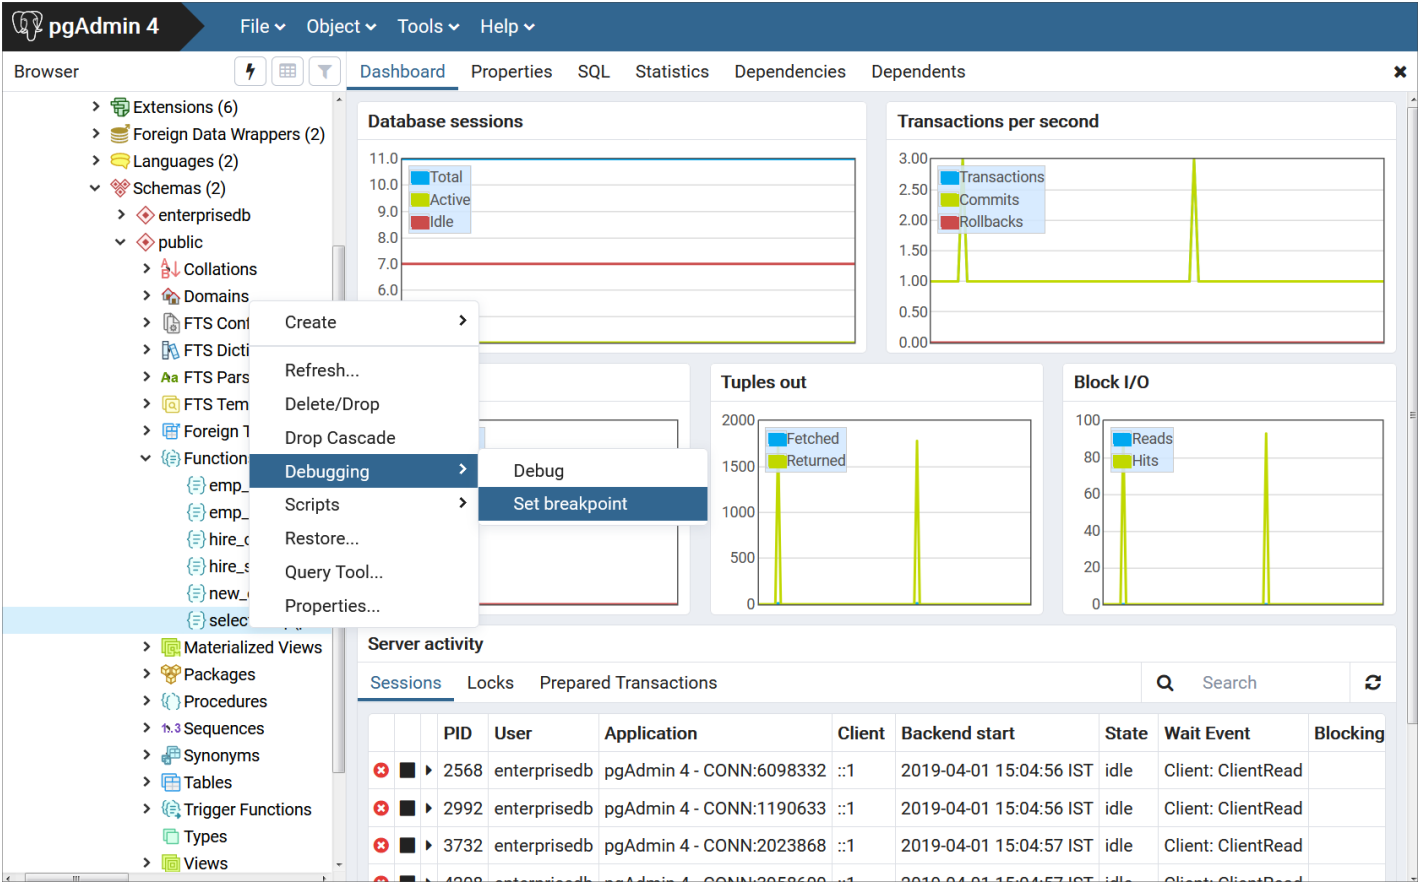 pgAdmin 4
File Object Tools Help
Browser
Dashboard Properties SQL Statistics Dependencies Dependents
Extensions (6)
Foreign Data Wrappers (2)
Languages (2)
Schemas (2)
enterprisedb
public
Collations
Domains
FTS Conf
FTS Dicti
FTS Pars
FTS Tem
Foreign T
Function
emp_
emp_
hire_c
hire_s
new_
select
Materialized Views
Packages
Procedures
1..3 Sequences
Synonyms
Tables
Trigger Functions
Types
Views
Create
Refresh...
Delete/Drop
Drop Cascade
Debugging
Scripts
Restore...
Query Tool...
Properties...
Debug
Set breakpoint
Database sessions
11.0
10.0
9.0
8.0
7.0
6.0
Total
Active
Idle
Transactions per second
3.00
2.50
2.00
1.50
1.00
0.50
0.00
Transactions
Commits
Rollbacks
Tuples out
2000
1500
1000
500
0
Fetched
Returned
Block I/O
100
80
60
40
20
0
Reads
Hits
Server activity
Sessions Locks Prepared Transactions
Search
PID User Application Client Backend start State Wait Event Blocking
2568 enterprisedb pgAdmin 4 - CONN:6098332 ::1 2019-04-01 15:04:56 IST idle Client: ClientRead
2992 enterprisedb pgAdmin 4 - CONN:1190633 ::1 2019-04-01 15:04:56 IST idle Client: ClientRead
3732 enterprisedb pgAdmin 4 - CONN:2023868 ::1 2019-04-01 15:04:57 IST idle Client: ClientRead